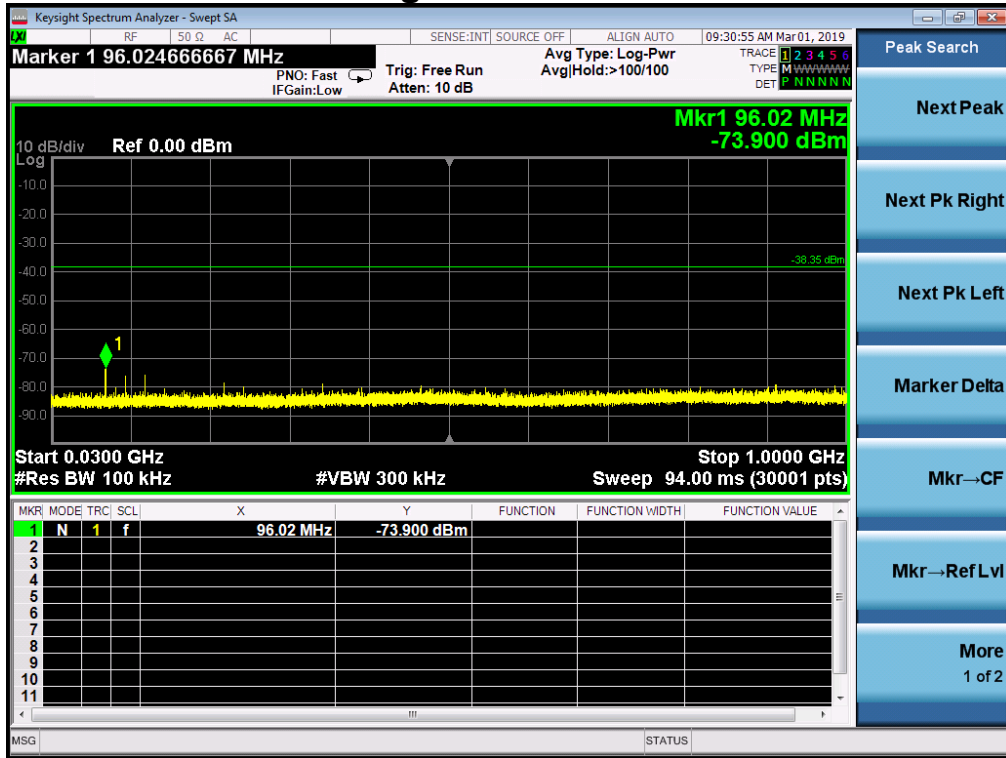 Keysight Spectrum Analyzer - Swept SA
LXI RF 50 Ω AC SENSE:INT SOURCE OFF ALIGN AUTO 09:30:55 AM Mar 01, 2019
Marker 1 96.024666667 MHz
PNO: Fast
IFGain:Low
Trig: Free Run
Atten: 10 dB
Avg Type: Log-Pwr
Avg|Hold:>100/100
TRACE 1 2 3 4 5 6
TYPE M WWWWW
DET P N N N N N
Mkr1 96.02 MHz
-73.900 dBm
10 dB/div Ref 0.00 dBm
Log
-10.0
-20.0
-30.0
-38.35 dBm
-40.0
-50.0
-60.0
1
-70.0
-80.0
-90.0
Start 0.0300 GHz Stop 1.0000 GHz
#Res BW 100 kHz #VBW 300 kHz Sweep 94.00 ms (30001 pts)
MKR MODE TRC SCL X Y FUNCTION FUNCTION WIDTH FUNCTION VALUE
1 N 1 f 96.02 MHz -73.900 dBm
2
3
4
5
6
7
8
9
10
11
MSG STATUS
Peak Search
Next Peak
Next Pk Right
Next Pk Left
Marker Delta
Mkr→CF
Mkr→Ref Lvl
More
1 of 2